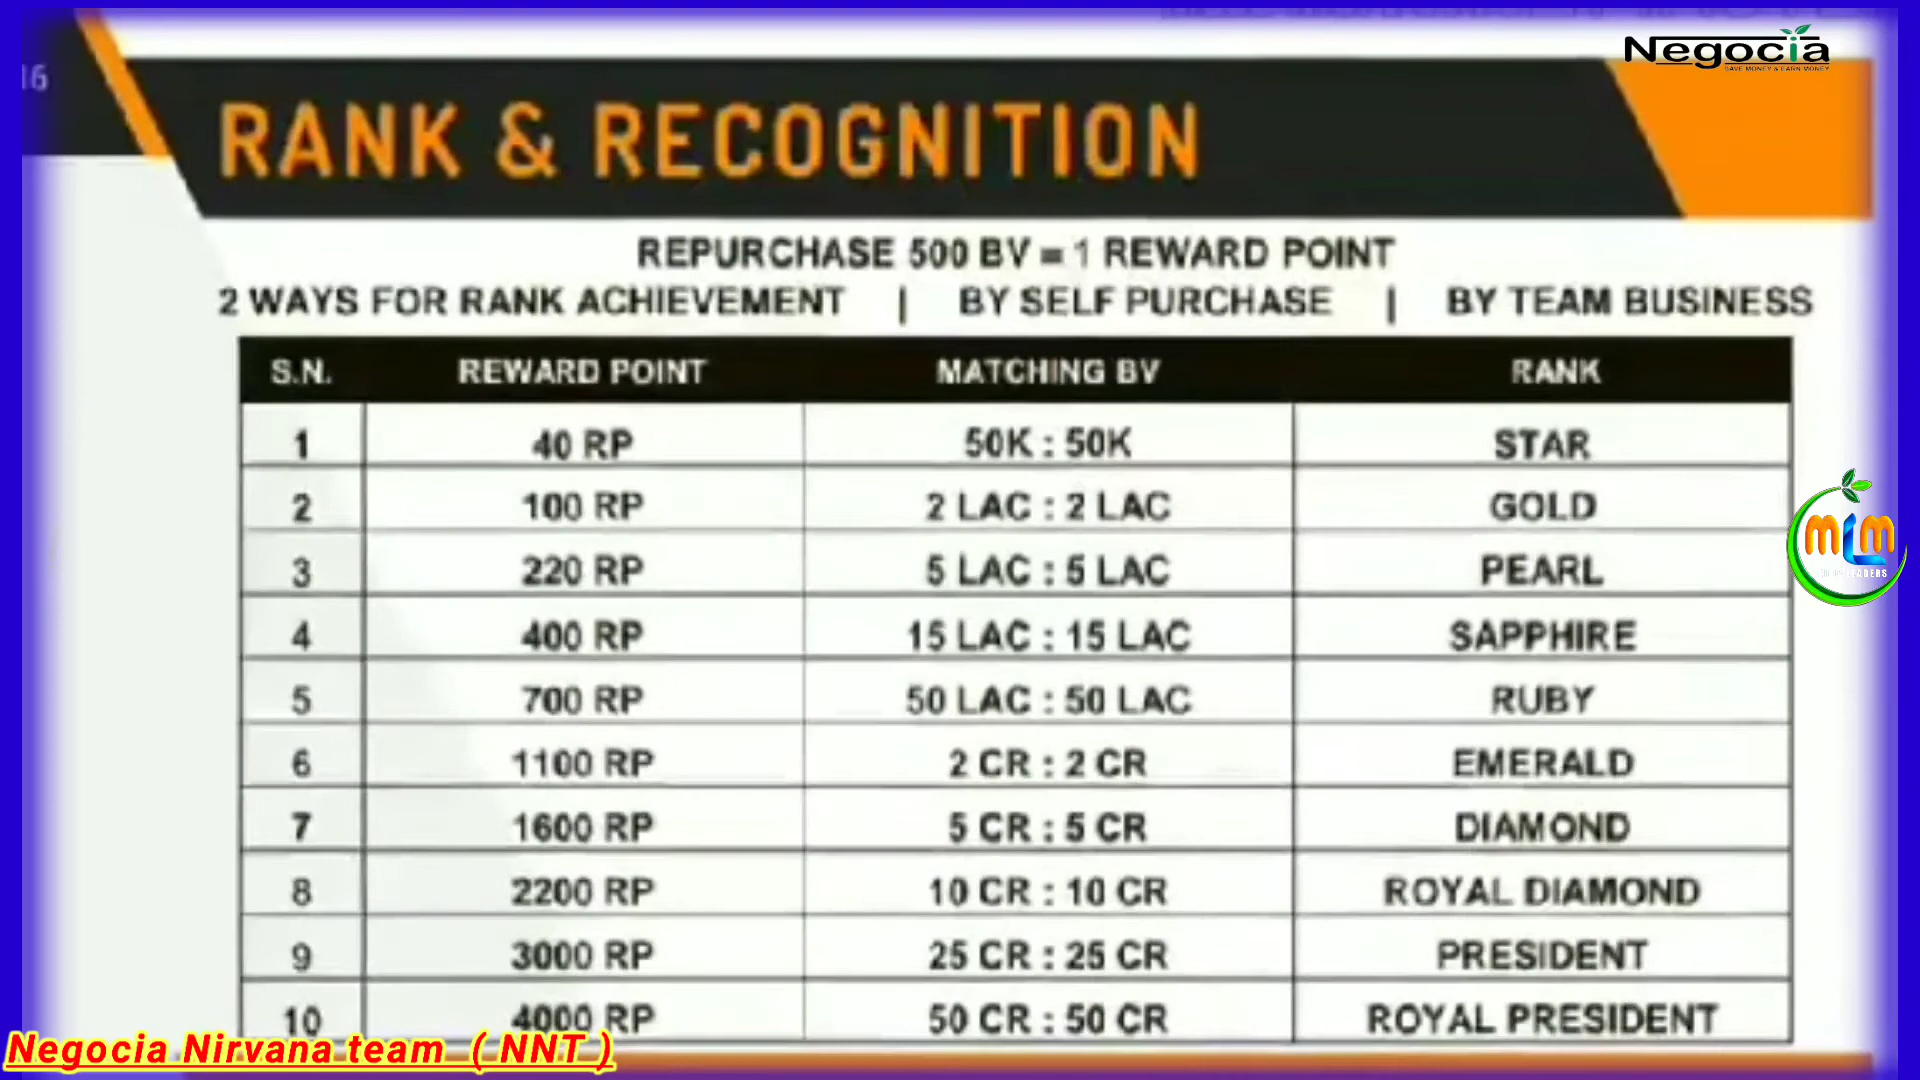 Negocia
SAVE MONEY & EARN MONEY
16
RANK & RECOGNITION
REPURCHASE 500 BV = 1 REWARD POINT
2 WAYS FOR RANK ACHIEVEMENT | BY SELF PURCHASE | BY TEAM BUSINESS
S.N. REWARD POINT MATCHING BV RANK
1 40 RP 50K : 50K STAR
2 100 RP 2 LAC : 2 LAC GOLD
3 220 RP 5 LAC : 5 LAC PEARL
4 400 RP 15 LAC : 15 LAC SAPPHIRE
5 700 RP 50 LAC : 50 LAC RUBY
6 1100 RP 2 CR : 2 CR EMERALD
7 1600 RP 5 CR : 5 CR DIAMOND
8 2200 RP 10 CR : 10 CR ROYAL DIAMOND
9 3000 RP 25 CR : 25 CR PRESIDENT
10 4000 RP 50 CR : 50 CR ROYAL PRESIDENT
MLM
Negocia Nirvana team ( NNT )